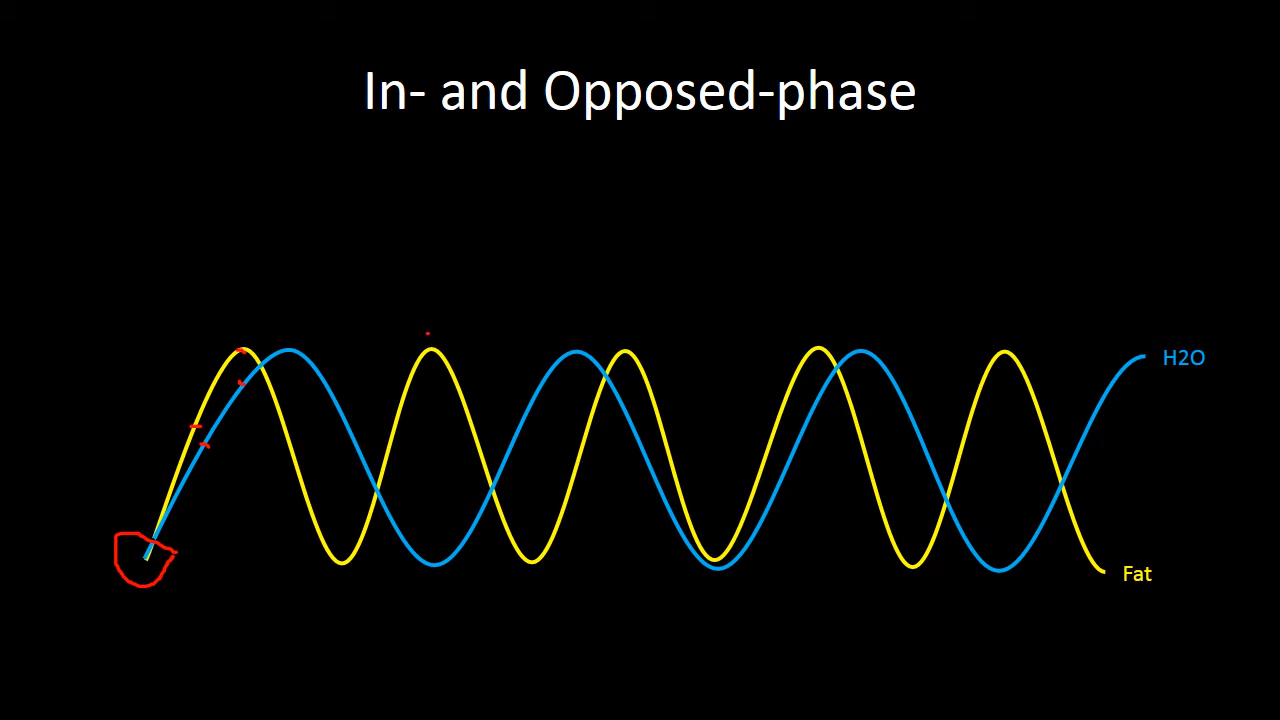 In- and Opposed-phase
H2O
Fat